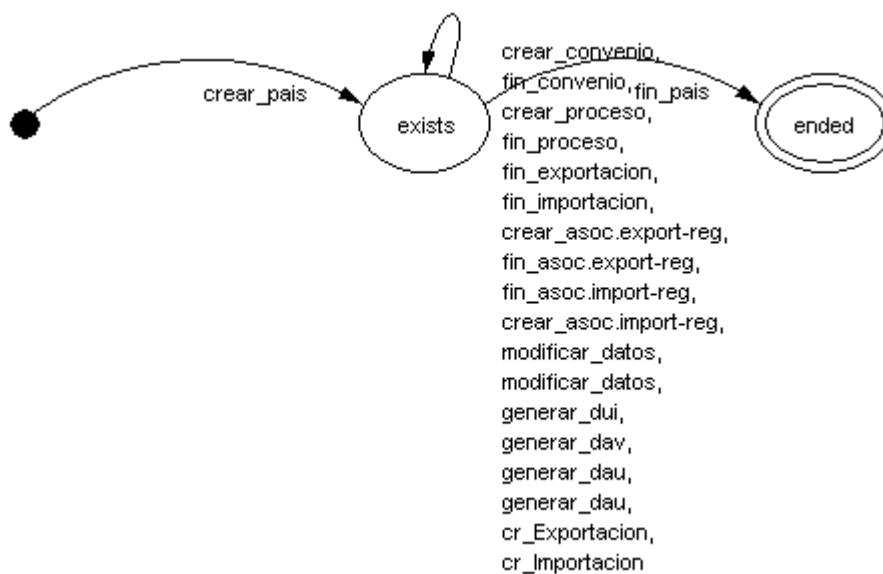 crear_pais
exists
crear_convenio,
fin_convenio,
fin_pais
crear_proceso,
fin_proceso,
fin_exportacion,
fin_importacion,
crear_asoc.export-reg,
fin_asoc.export-reg,
fin_asoc.import-reg,
crear_asoc.import-reg,
modificar_datos,
modificar_datos,
generar_dui,
generar_dav,
generar_dau,
generar_dau,
cr_Exportacion,
cr_Importacion
ended